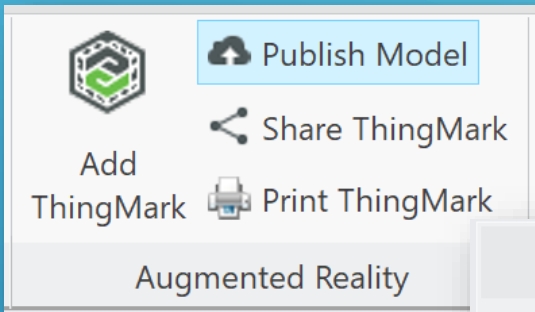 Publish Model
Share ThingMark
Add
ThingMark
Print ThingMark
Augmented Reality